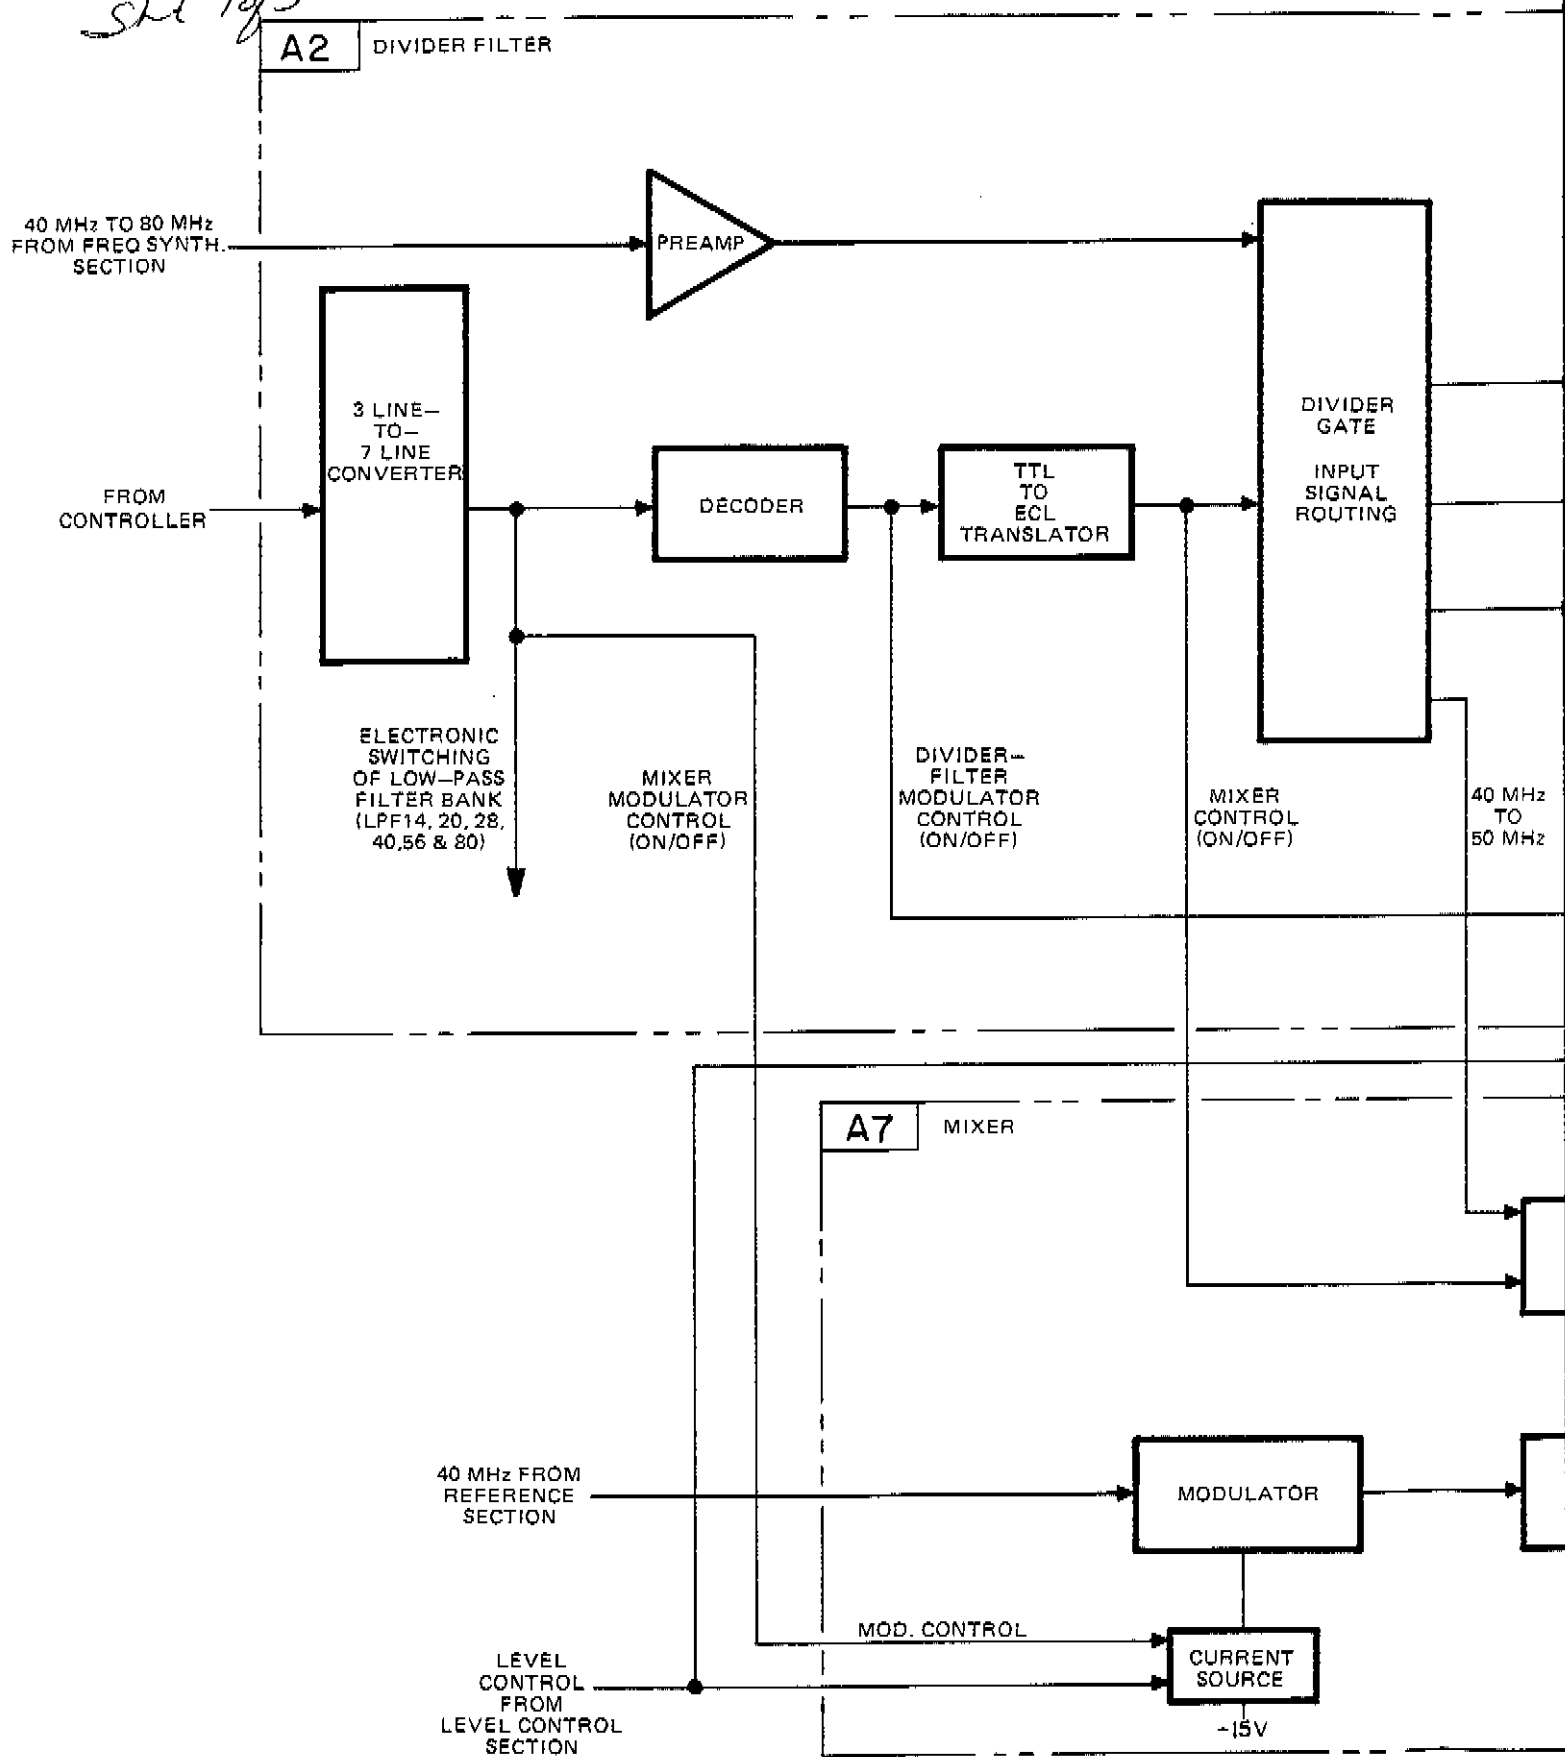 Sht 1 of 3
A2 DIVIDER FILTER
40 MHz TO 80 MHz
FROM FREQ SYNTH.
SECTION
PREAMP
3 LINE—
TO—
7 LINE
CONVERTER
FROM
CONTROLLER
DECODER
TTL
TO
ECL
TRANSLATOR
DIVIDER
GATE
INPUT
SIGNAL
ROUTING
ELECTRONIC
SWITCHING
OF LOW—PASS
FILTER BANK
(LPF14, 20, 28,
40,56 & 80)
MIXER
MODULATOR
CONTROL
(ON/OFF)
DIVIDER—
FILTER
MODULATOR
CONTROL
(ON/OFF)
MIXER
CONTROL
(ON/OFF)
40 MHz
TO
50 MHz
A7 MIXER
40 MHz FROM
REFERENCE
SECTION
MODULATOR
MOD. CONTROL
CURRENT
SOURCE
-15V
LEVEL
CONTROL
FROM
LEVEL CONTROL
SECTION